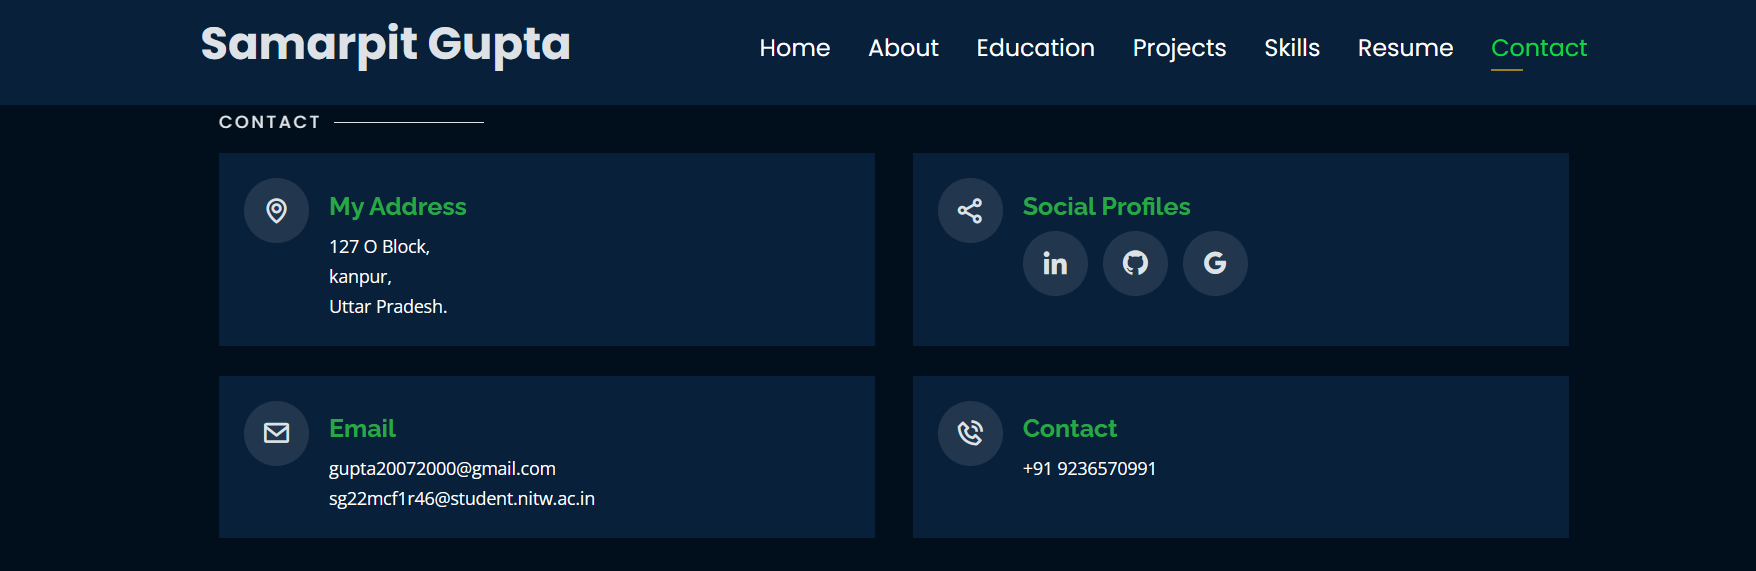 Samarpit Gupta
Home About Education Projects Skills Resume Contact
CONTACT
My Address
127 O Block,
kanpur,
Uttar Pradesh.
Social Profiles
Email
gupta20072000@gmail.com
sg22mcf1r46@student.nitw.ac.in
Contact
+91 9236570991